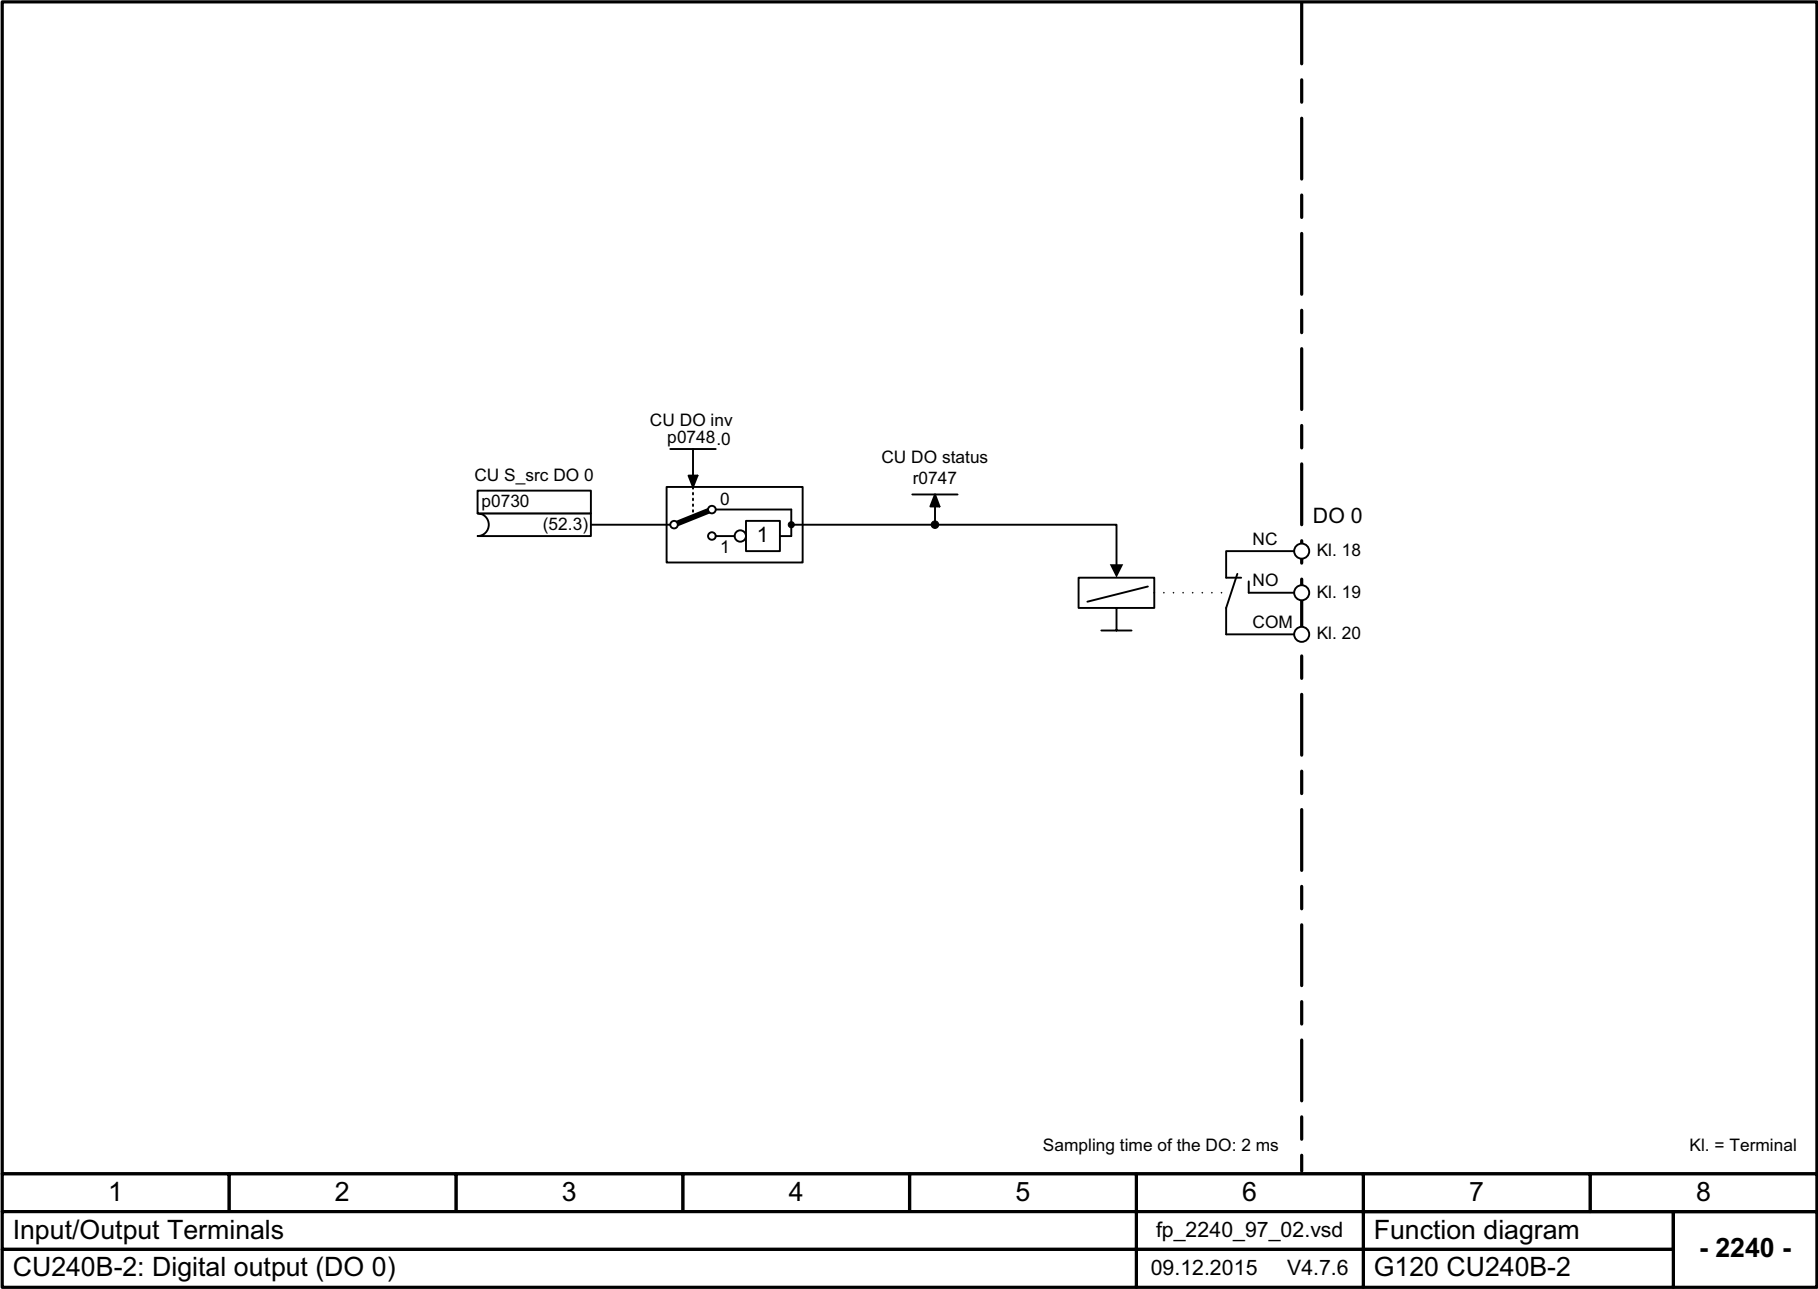 CU DO inv
p0748.0
CU S_src DO 0
p0730
(52.3)
0
1
1
CU DO status
r0747
DO 0
NC
Kl. 18
NO
Kl. 19
COM
Kl. 20
Sampling time of the DO: 2 ms
Kl. = Terminal
1 2 3 4 5 6 7 8
Input/Output Terminals
fp_2240_97_02.vsd
Function diagram
- 2240 -
CU240B-2: Digital output (DO 0)
09.12.2015 V4.7.6
G120 CU240B-2